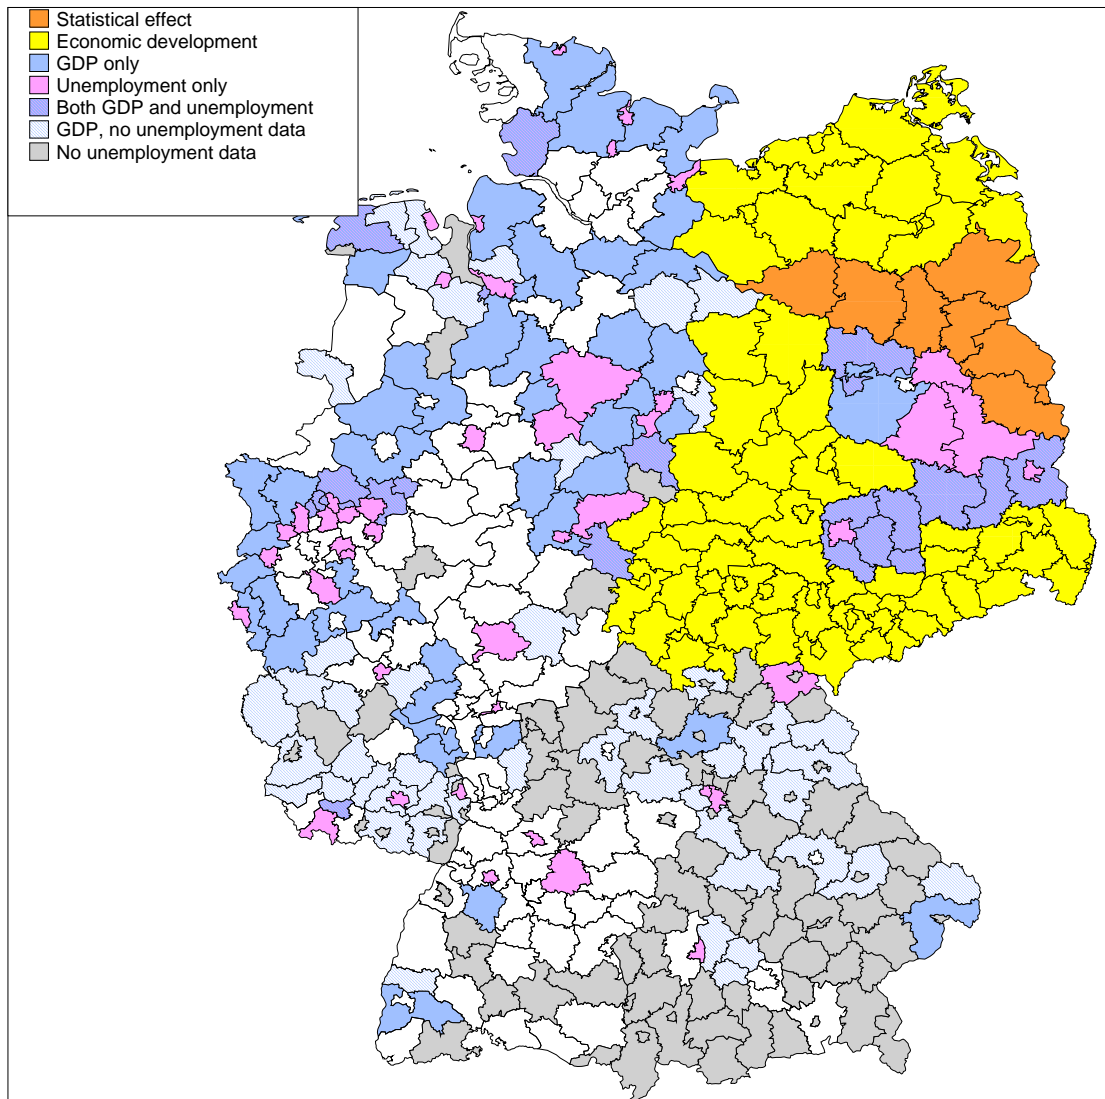 Statistical effect
Economic development
GDP only
Unemployment only
Both GDP and unemployment
GDP, no unemployment data
No unemployment data